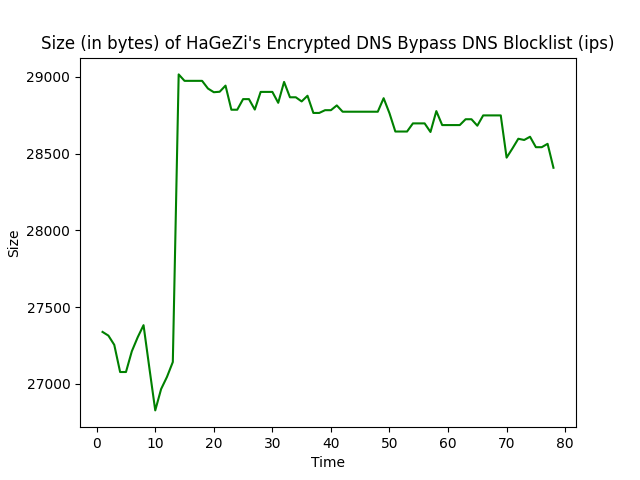 Size (in bytes) of HaGeZi's Encrypted DNS Bypass DNS Blocklist (ips)
29000
28500
28000
27500
27000
Size
0 10 20 30 40 50 60 70 80
Time